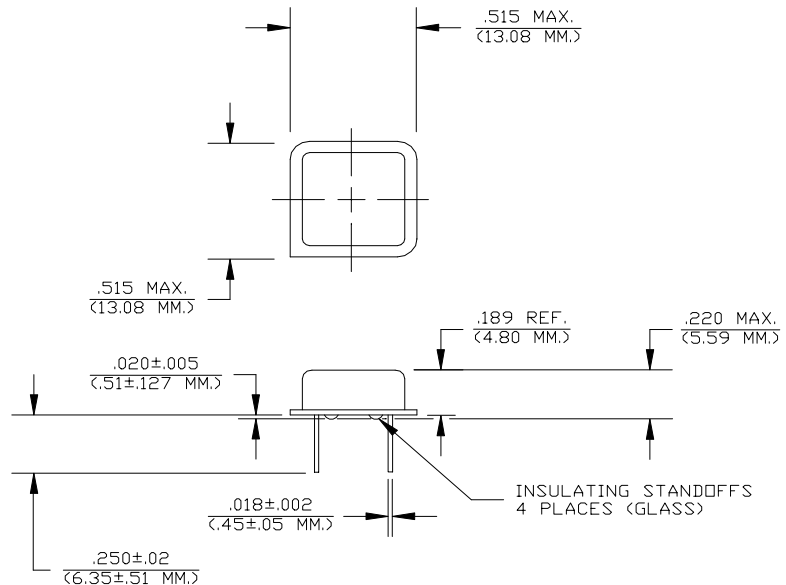 .515 MAX.
(13.08 MM.)
.515 MAX.
(13.08 MM.)
.189 REF.
(4.80 MM.)
.220 MAX.
(5.59 MM.)
.020±.005
(.51±.127 MM.)
.018±.002
(.45±.05 MM.)
INSULATING STANDOFFS
4 PLACES (GLASS)
.250±.02
(6.35±.51 MM.)